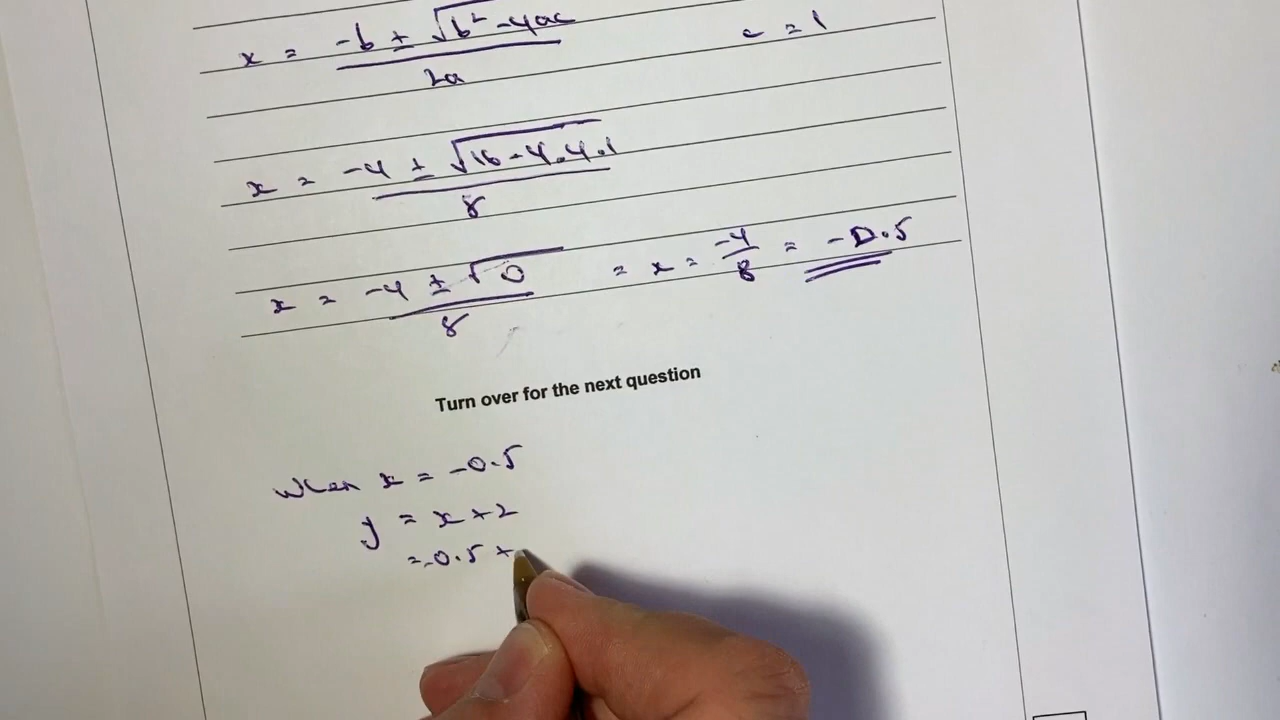 x = -b ± √b² - 4ac / 2a
c = 1
x = -4 ± √16 - 4.4.1 / 8
x = -4 ± √0 / 8 = x = -4/8 = -0.5
Turn over for the next question
When x = -0.5
y = x + 2
= -0.5 +